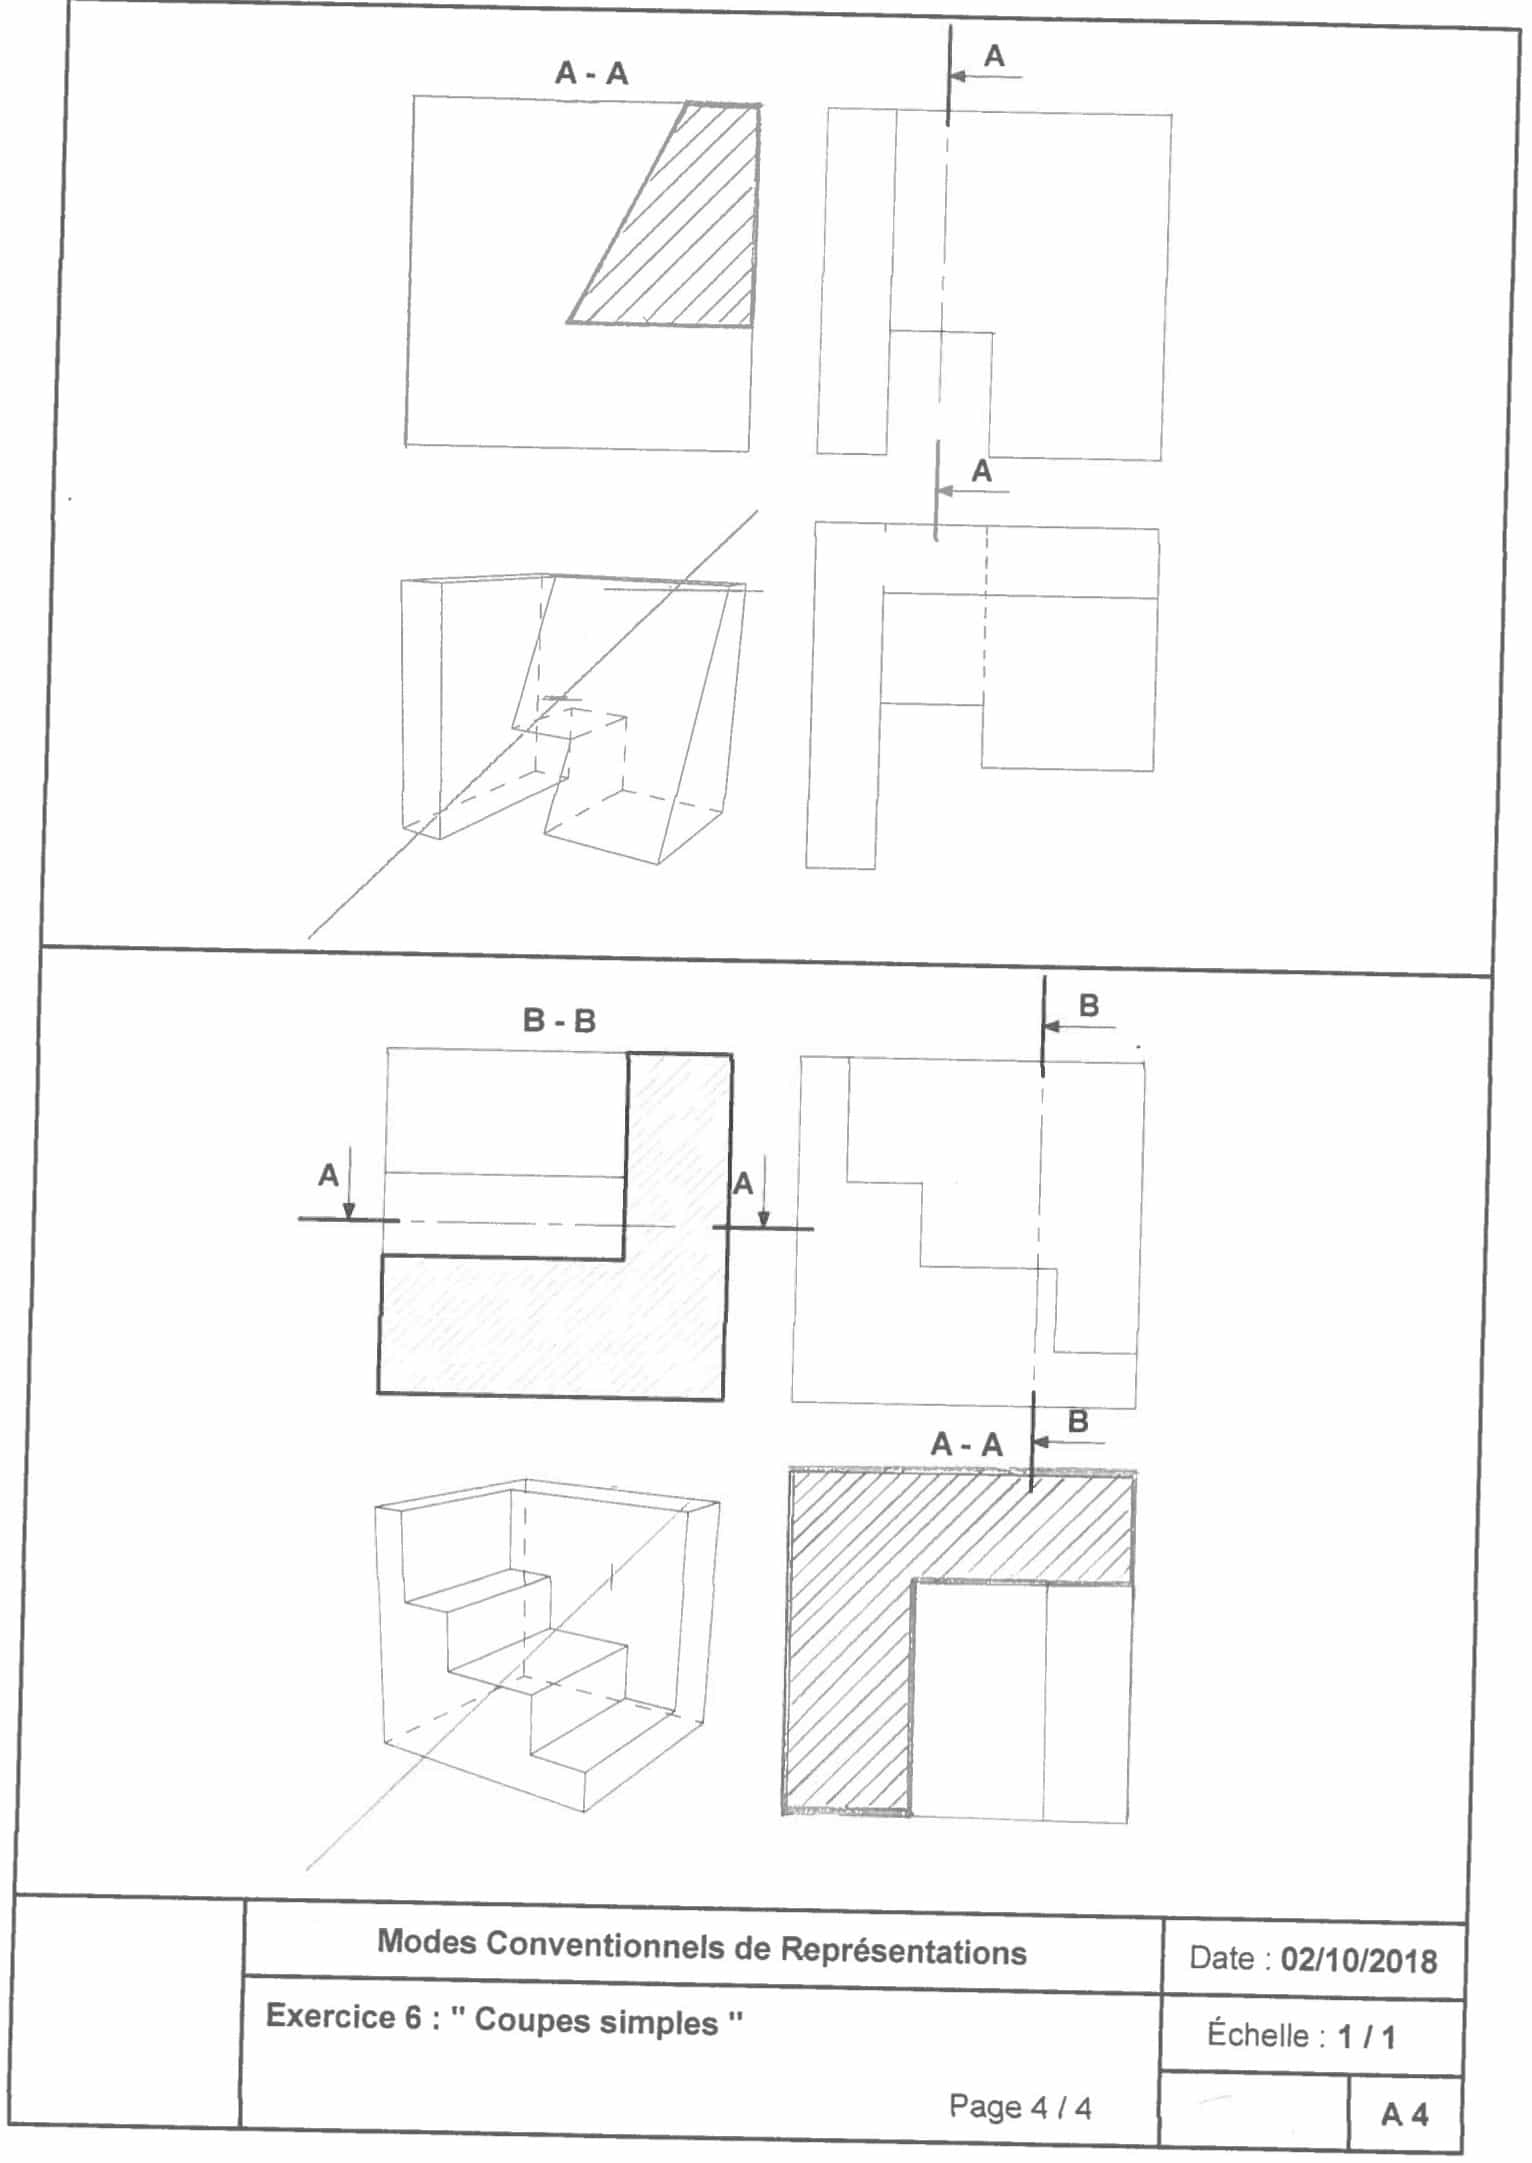 A - A
A
A
B - B
B
A
A
A - A
B
Modes Conventionnels de Représentations
Date : 02/10/2018
Exercice 6 : " Coupes simples "
Échelle : 1 / 1
Page 4 / 4
A 4